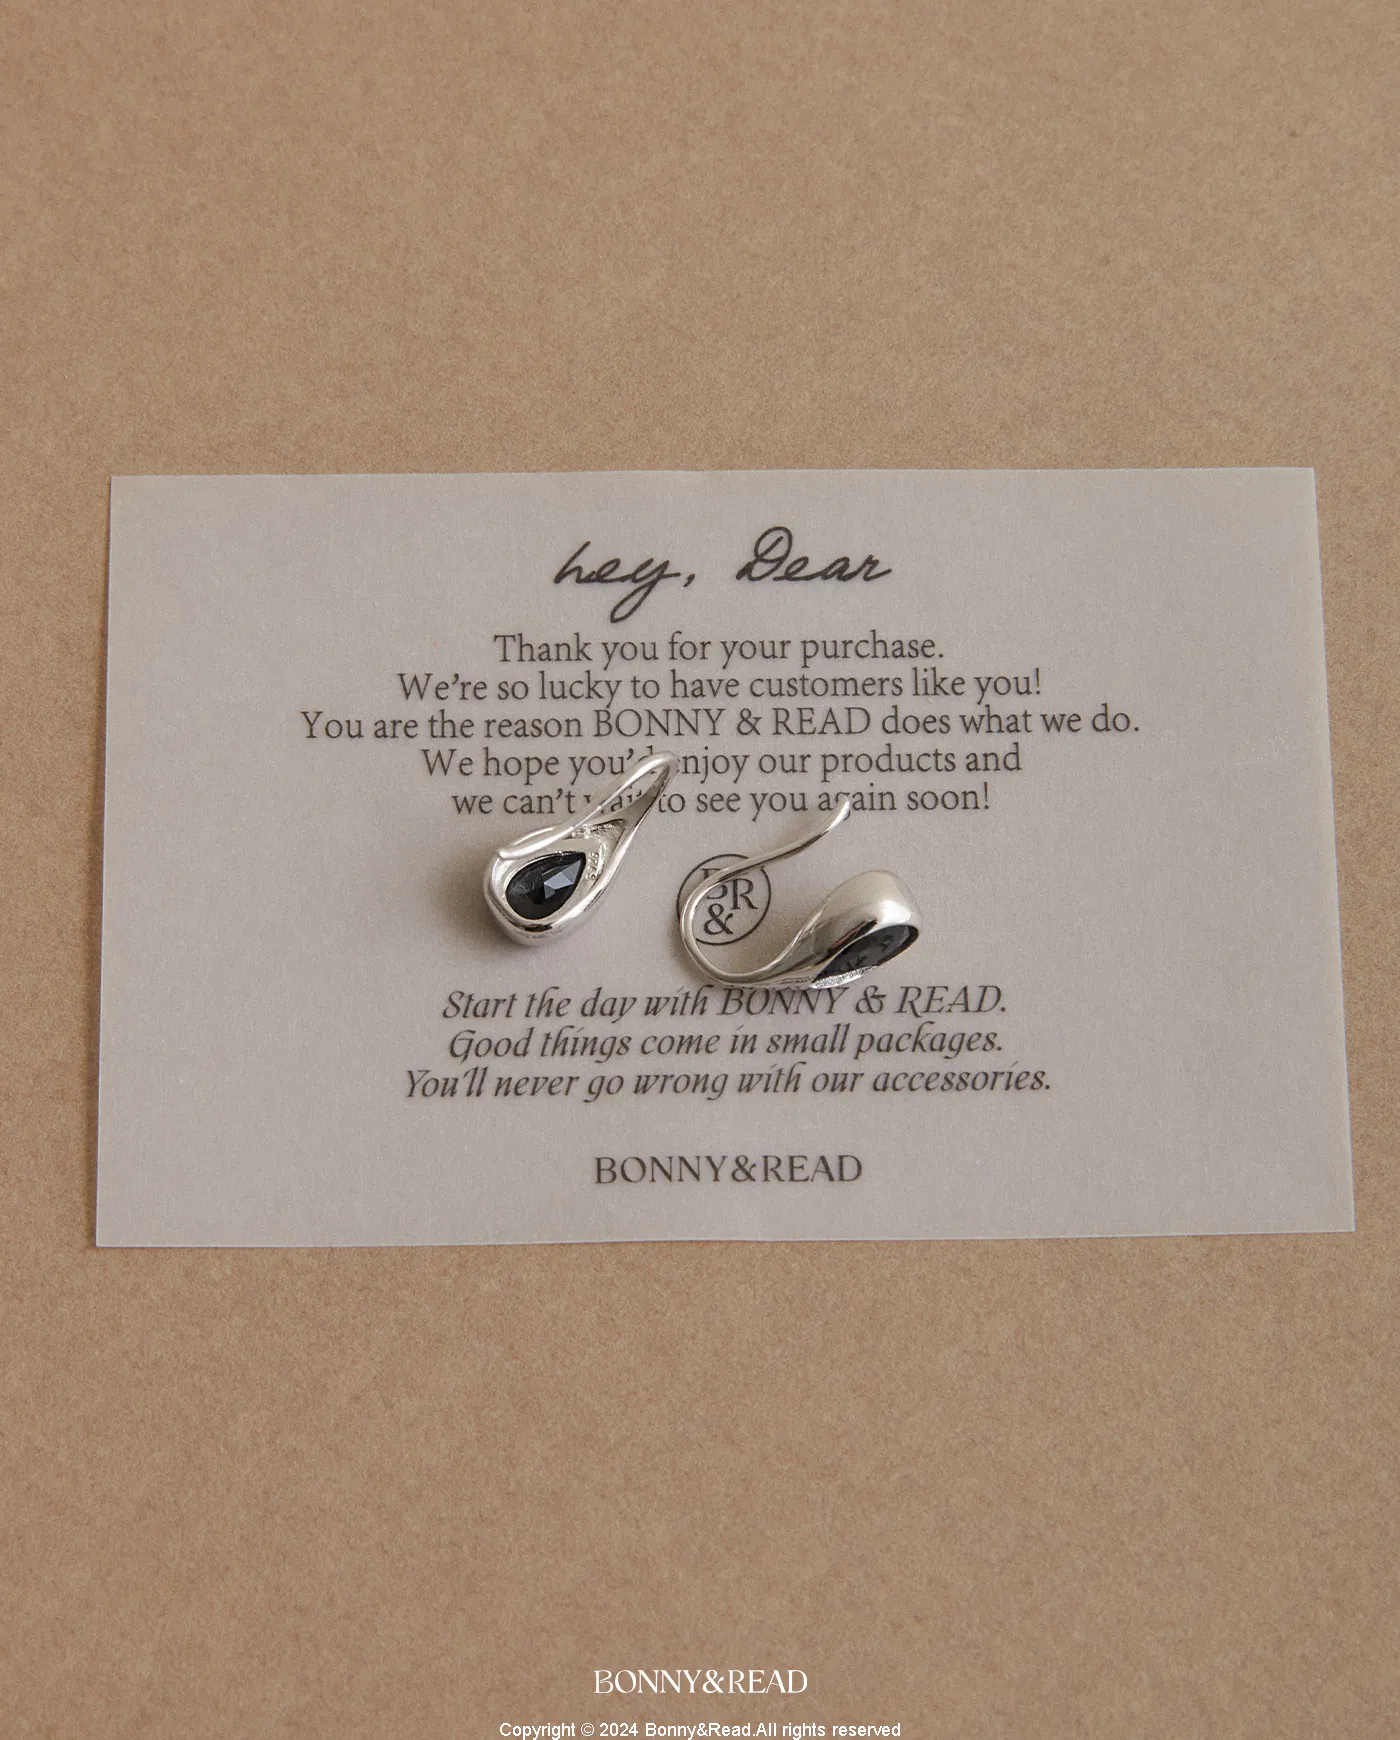 hey, Dear
Thank you for your purchase.
We're so lucky to have customers like you!
You are the reason BONNY & READ does what we do.
We hope you'd enjoy our products and
we can't wait to see you again soon!
B
&R
Start the day with BONNY & READ.
Good things come in small packages.
You'll never go wrong with our accessories.
BONNY&READ
BONNY&READ
Copyright © 2024 Bonny&Read.All rights reserved